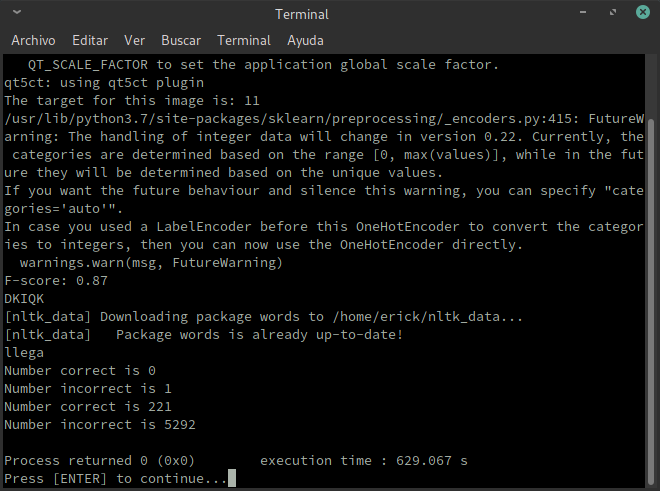 Terminal
Archivo Editar Ver Buscar Terminal Ayuda
QT_SCALE_FACTOR to set the application global scale factor.
qt5ct: using qt5ct plugin
The target for this image is: 11
/usr/lib/python3.7/site-packages/sklearn/preprocessing/_encoders.py:415: FutureW
arning: The handling of integer data will change in version 0.22. Currently, the
 categories are determined based on the range [0, max(values)], while in the fut
ure they will be determined based on the unique values.
If you want the future behaviour and silence this warning, you can specify "cate
gories='auto'".
In case you used a LabelEncoder before this OneHotEncoder to convert the categor
ies to integers, then you can now use the OneHotEncoder directly.
  warnings.warn(msg, FutureWarning)
F-score: 0.87
DKIQK
[nltk_data] Downloading package words to /home/erick/nltk_data...
[nltk_data]   Package words is already up-to-date!
llega
Number correct is 0
Number incorrect is 1
Number correct is 221
Number incorrect is 5292
Process returned 0 (0x0)        execution time : 629.067 s
Press [ENTER] to continue...